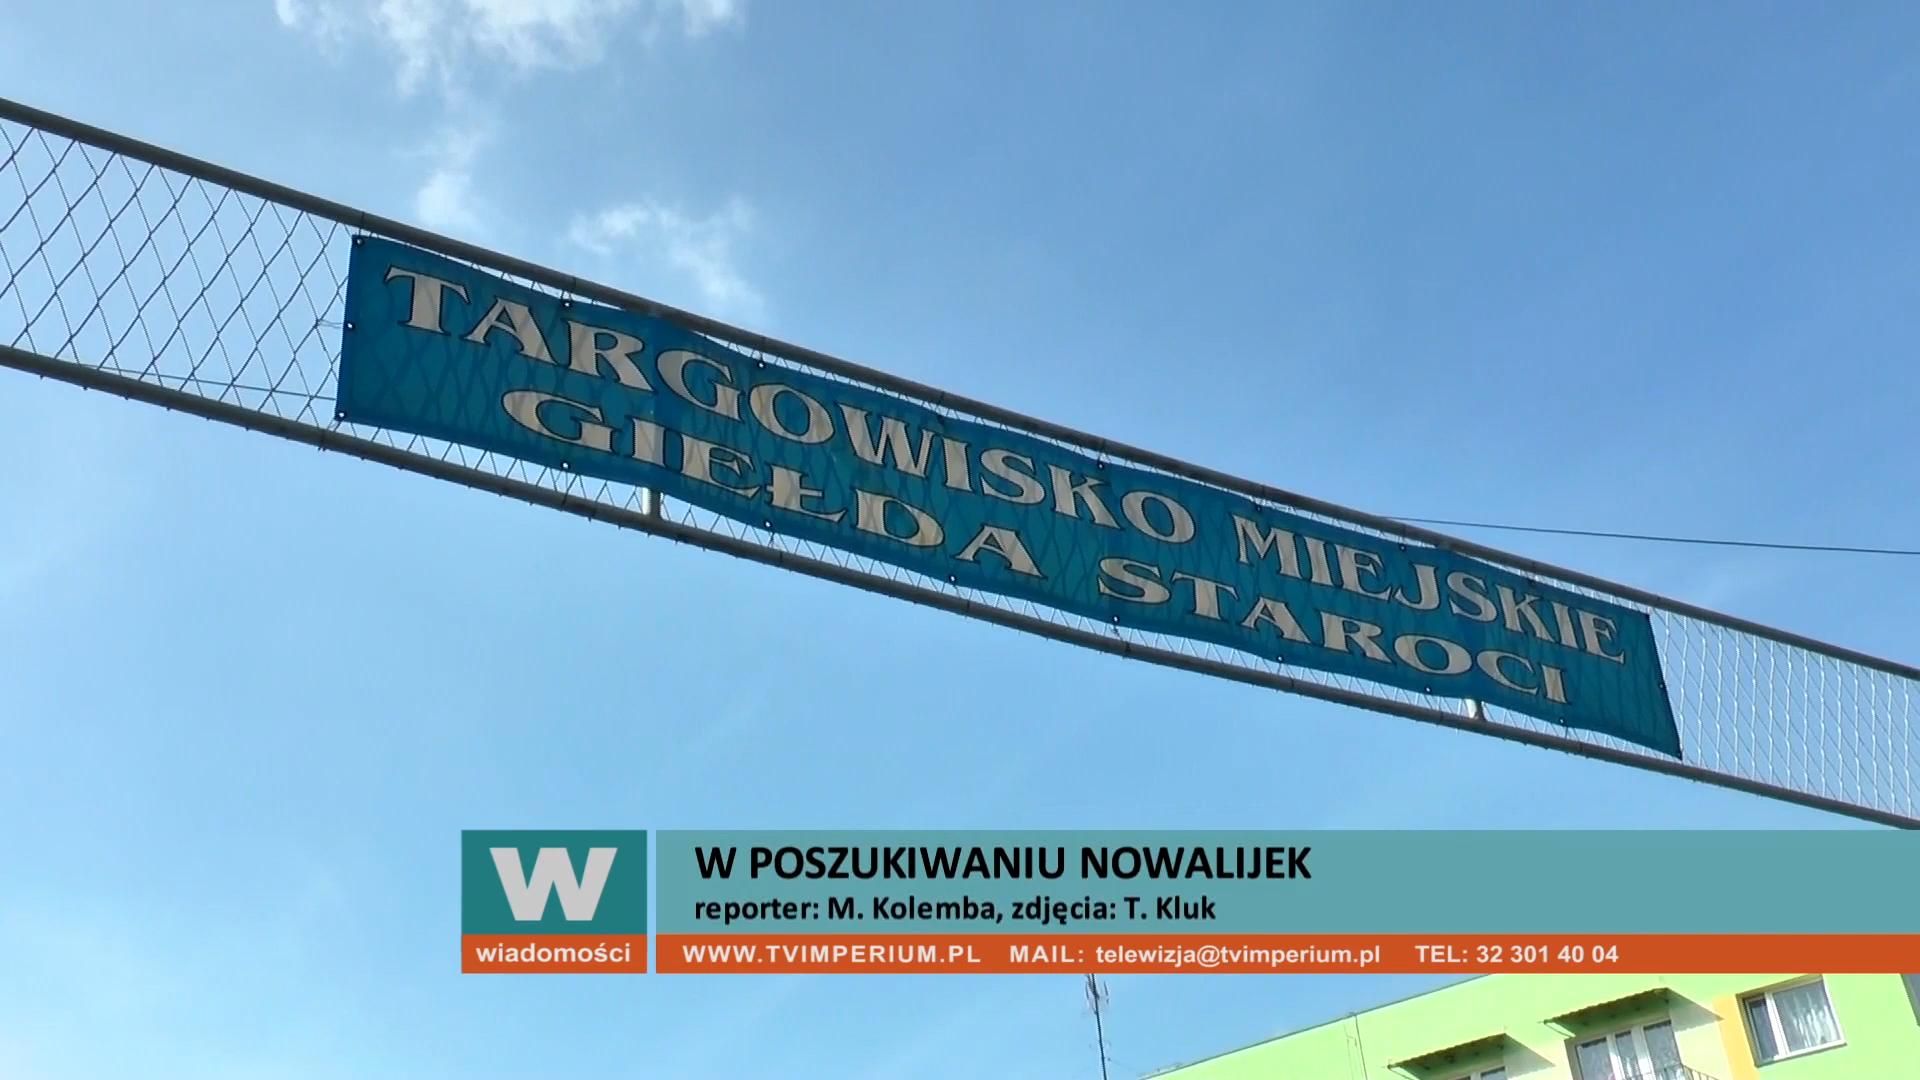 TARGOWISKO MIEJSKIE
GIEŁDA STAROCI
W
wiadomości
W POSZUKIWANIU NOWALIJEK
reporter: M. Kolemba, zdjęcia: T. Kluk
WWW.TVIMPERIUM.PL MAIL: telewizja@tvimperium.pl TEL: 32 301 40 04